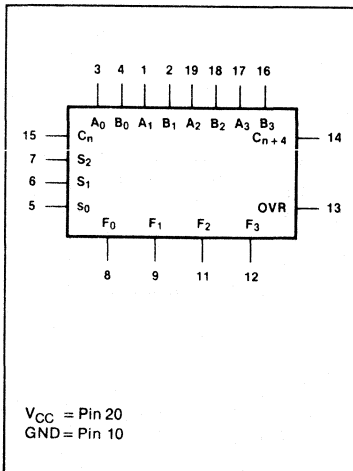 3 4 1 2 19 18 17 16
A0 B0 A1 B1 A2 B2 A3 B3
15 Cn Cn+4 14
7 S2
6 S1
5 S0 OVR 13
F0 F1 F2 F3
8 9 11 12
VCC = Pin 20
GND = Pin 10